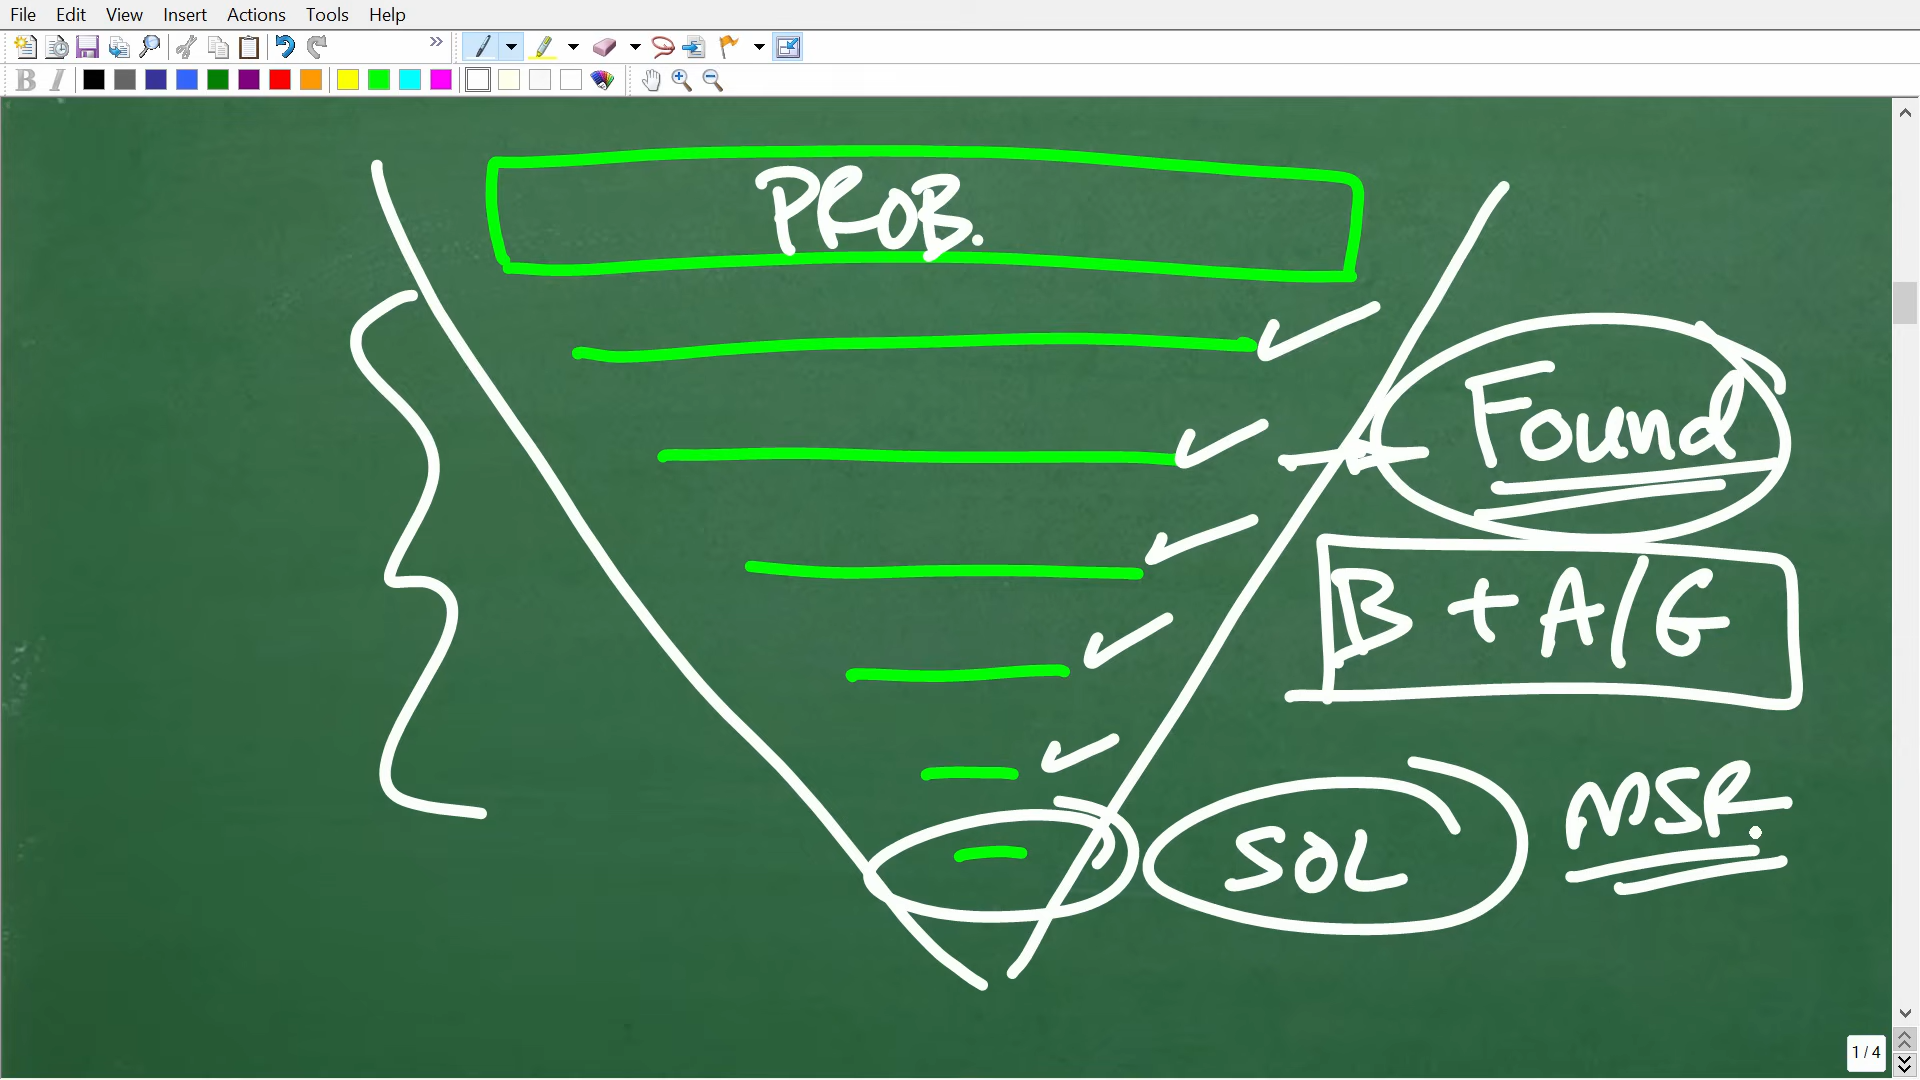 File Edit View Insert Actions Tools Help
B I
PROB.
Found
B + A/G
SOL
MSR.
1 / 4